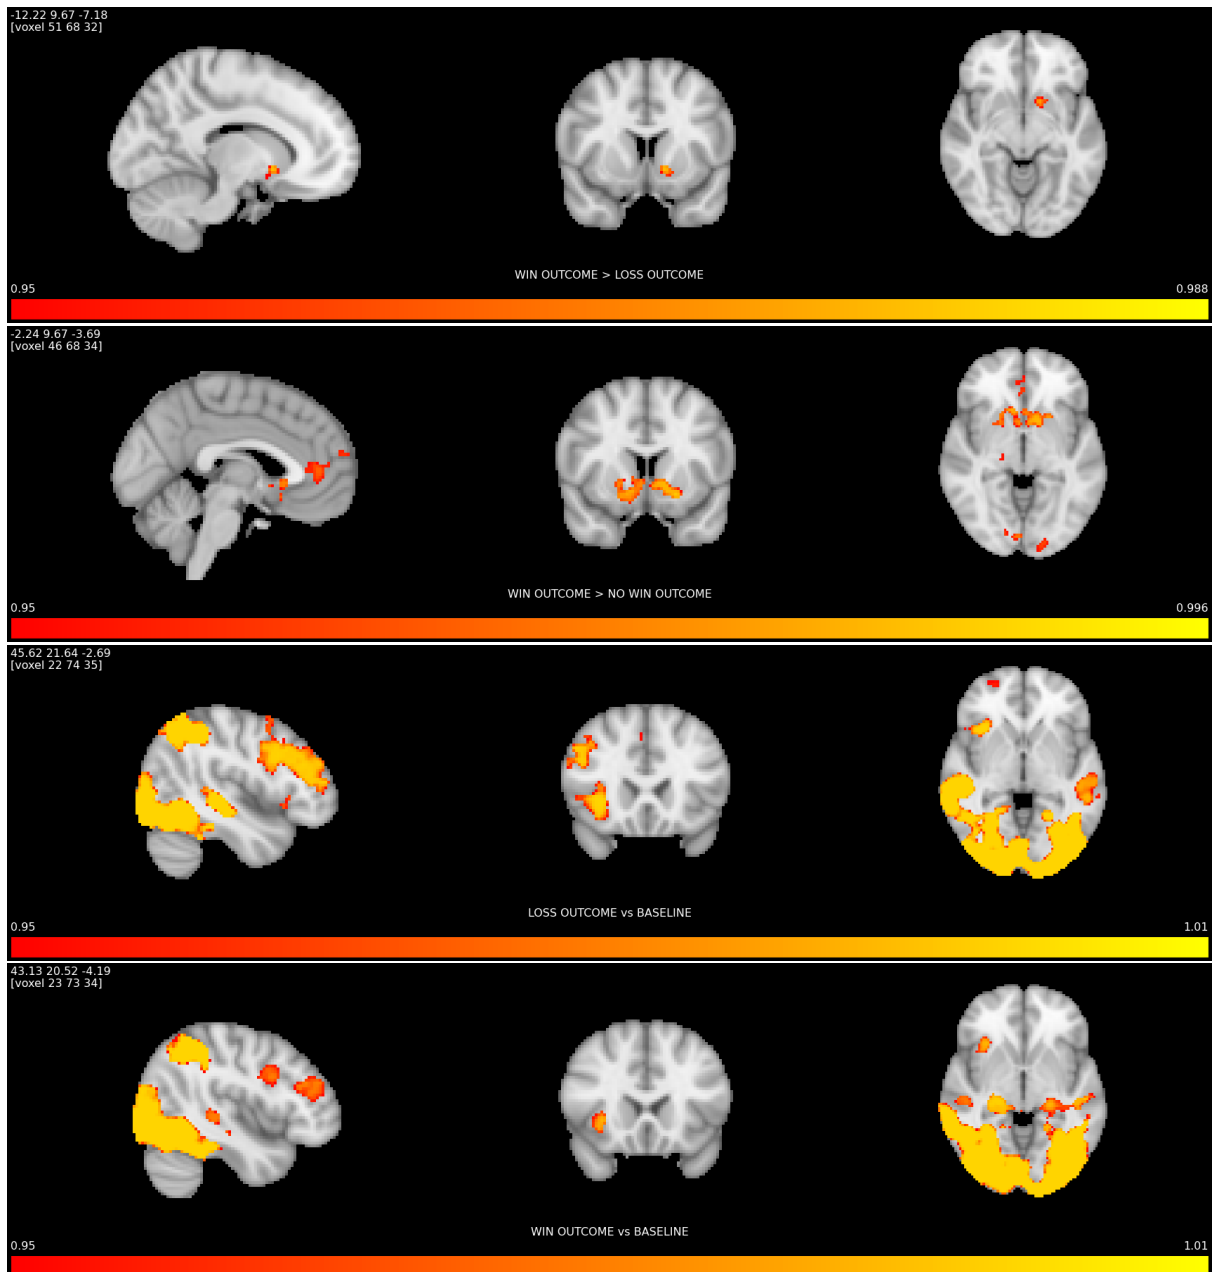 -12.22 9.67 -7.18
[voxel 51 68 32]
WIN OUTCOME > LOSS OUTCOME
0.95 0.988
-2.24 9.67 -3.69
[voxel 46 68 34]
WIN OUTCOME > NO WIN OUTCOME
0.95 0.996
45.62 21.64 -2.69
[voxel 22 74 35]
LOSS OUTCOME vs BASELINE
0.95 1.01
43.13 20.52 -4.19
[voxel 23 73 34]
WIN OUTCOME vs BASELINE
0.95 1.01